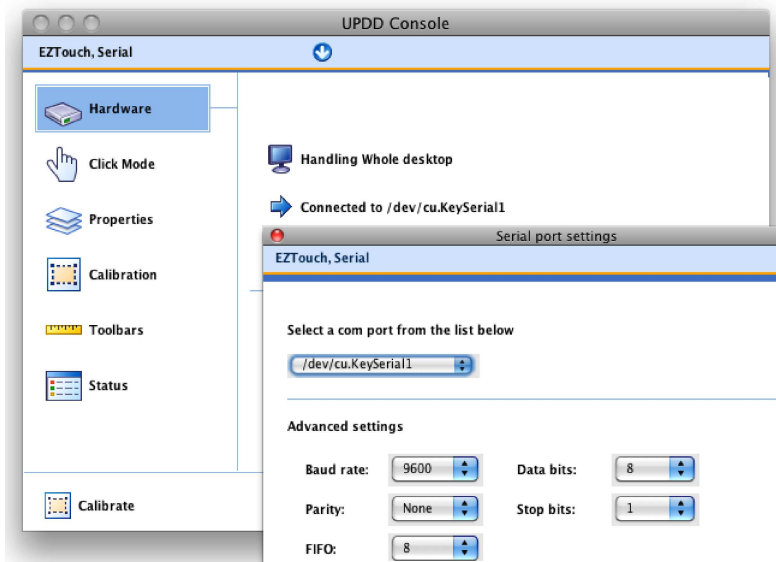 UPDD Console
EZTouch, Serial
Hardware
Click Mode
Properties
Calibration
Toolbars
Status
Calibrate
Handling Whole desktop
Connected to /dev/cu.KeySerial1
Serial port settings
EZTouch, Serial
Select a com port from the list below
/dev/cu.KeySerial1
Advanced settings
Baud rate: 9600 Data bits: 8
Parity: None Stop bits: 1
FIFO: 8